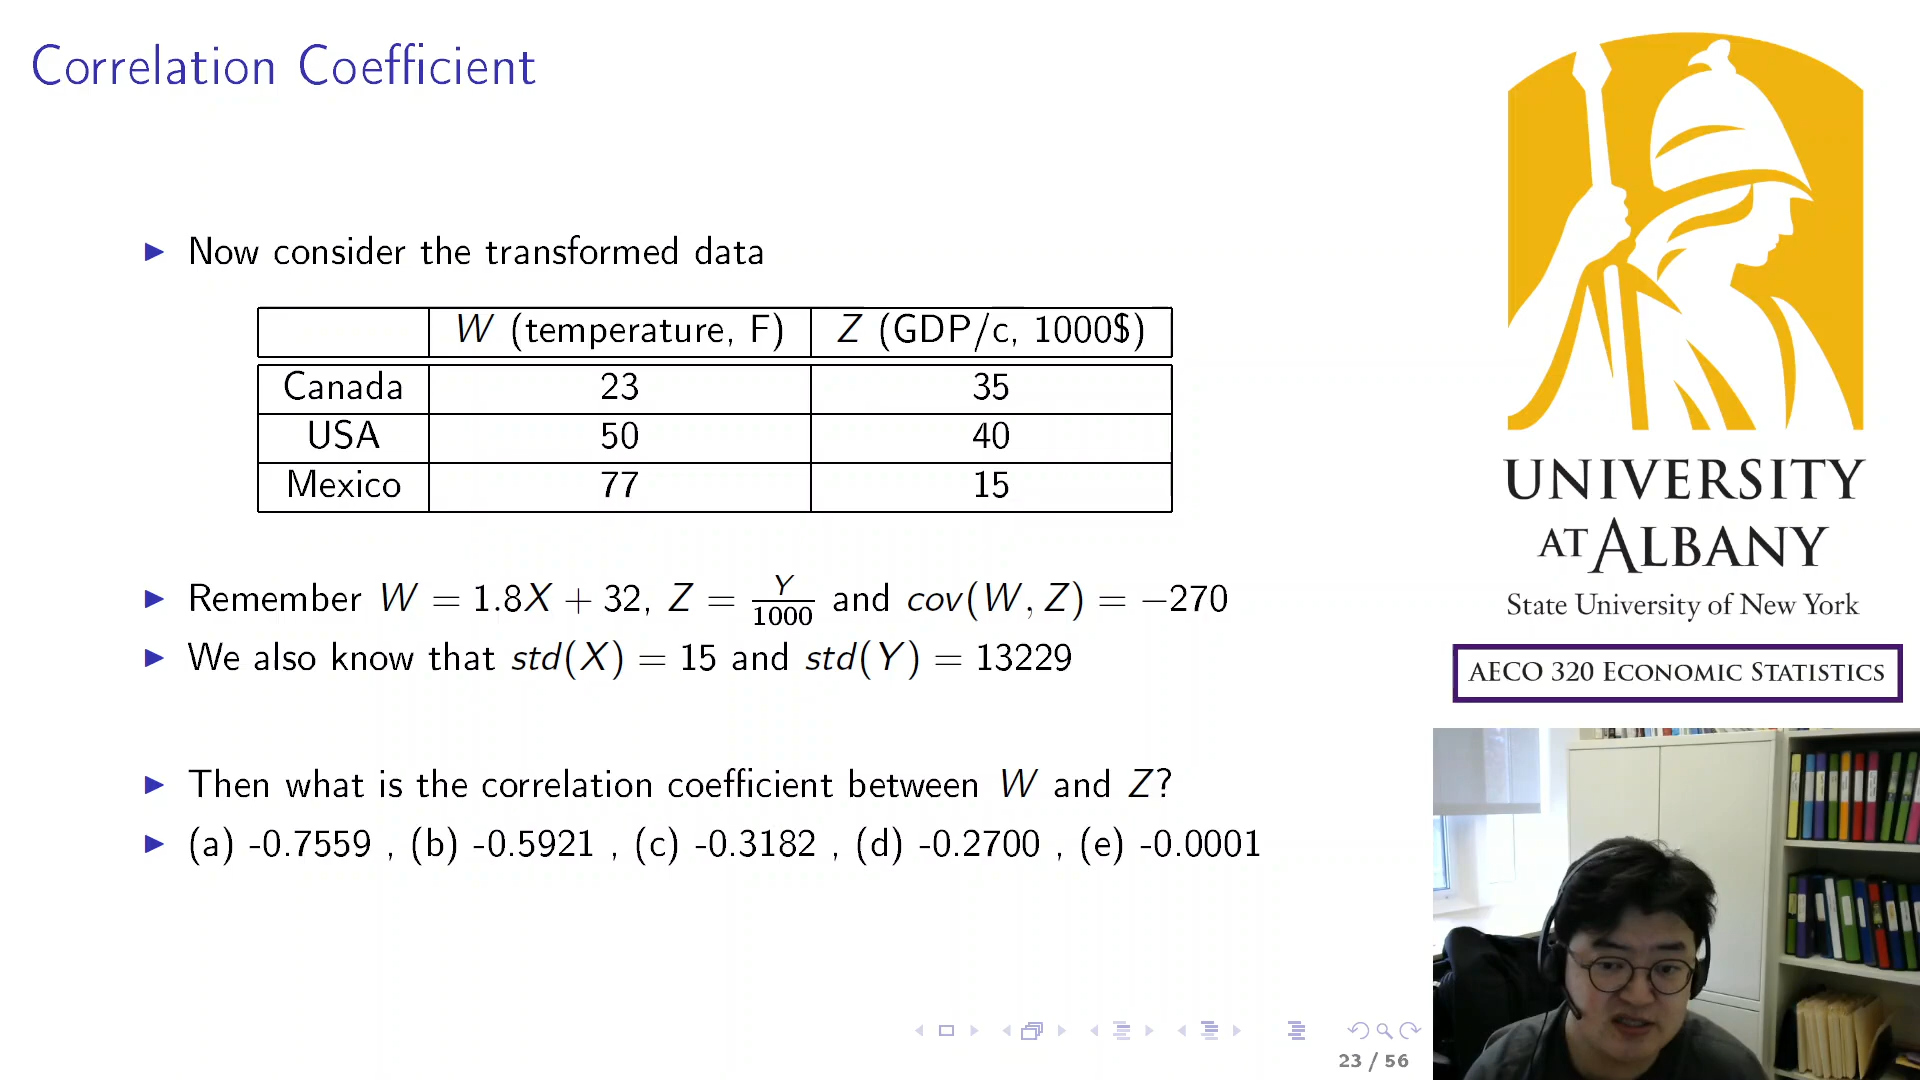 Correlation Coefficient
▶ Now consider the transformed data
W (temperature, F) Z (GDP/c, 1000$)
Canada 23 35
USA 50 40
Mexico 77 15
▶ Remember W = 1.8X + 32, Z = Y/1000 and cov(W, Z) = −270
▶ We also know that std(X) = 15 and std(Y) = 13229
▶ Then what is the correlation coefficient between W and Z?
▶ (a) -0.7559 , (b) -0.5921 , (c) -0.3182 , (d) -0.2700 , (e) -0.0001
23 / 56
UNIVERSITY
AT ALBANY
State University of New York
AECO 320 ECONOMIC STATISTICS